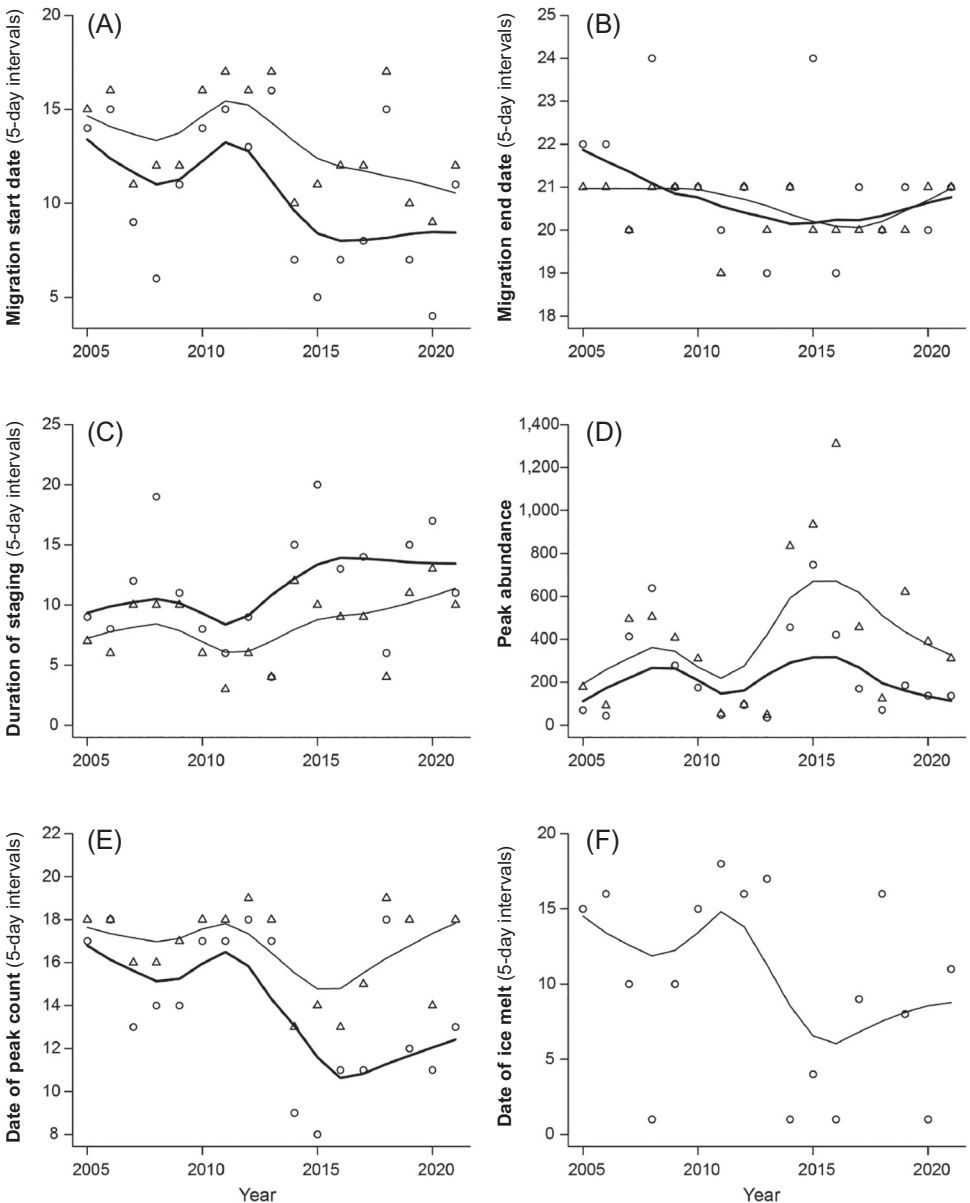 (A)
Migration start date (5-day intervals)
20
15
10
5
2005 2010 2015 2020
(B)
Migration end date (5-day intervals)
25
24
23
22
21
20
19
18
2005 2010 2015 2020
(C)
Duration of staging (5-day intervals)
25
20
15
10
5
0
2005 2010 2015 2020
(D)
Peak abundance
1,400
1,200
1,000
800
600
400
200
0
2005 2010 2015 2020
(E)
Date of peak count (5-day intervals)
22
20
18
16
14
12
10
8
2005 2010 2015 2020
Year
(F)
Date of ice melt (5-day intervals)
20
15
10
5
0
2005 2010 2015 2020
Year